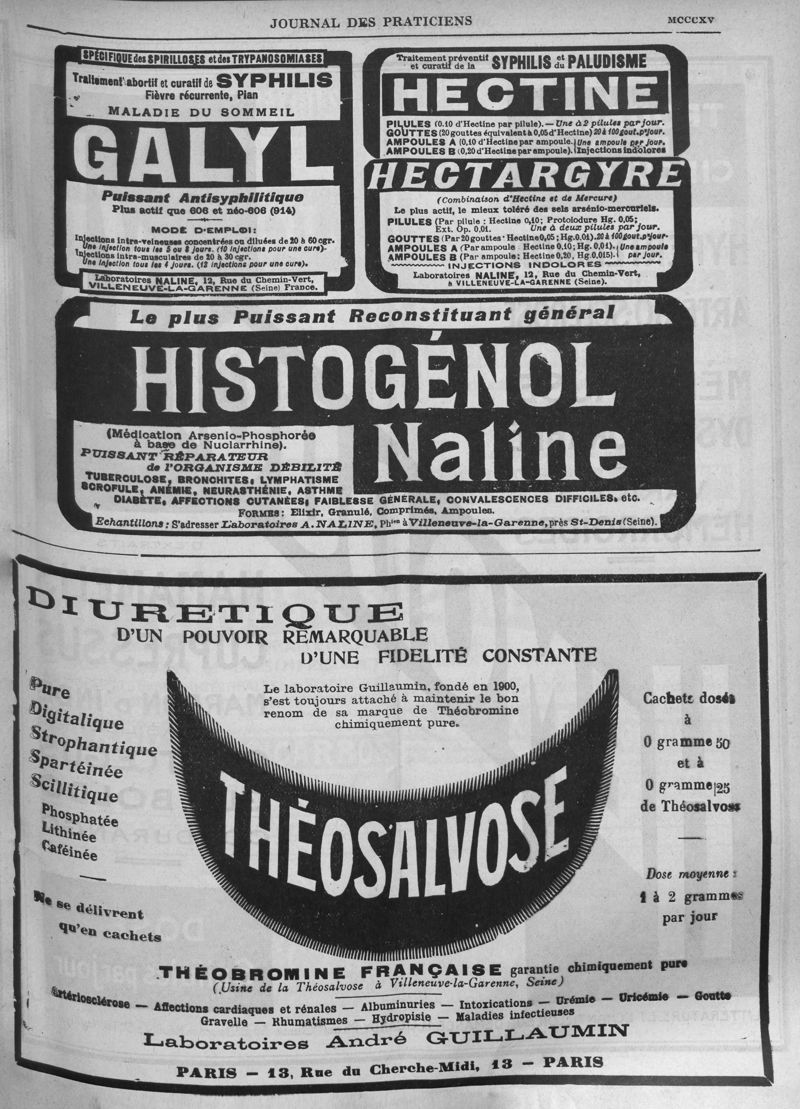 JOURNAL DES PRATICIENS
MCCCXV
SPÉCIFIQUE des SPIRILLOSES et des TRYPANOSOMIASES
Traitement abortif et curatif de SYPHILIS
Fièvre récurrente, Pian
MALADIE DU SOMMEIL
GALYL
Puissant Antisyphilitique
Plus actif que 606 et néo-606 (914)
MODE D'EMPLOI:
Injections intra-veineuses concentrées ou diluées de 20 à 60 cgr.
Une injection tous les 5 ou 8 jours. (10 injections pour une cure).
Injections intra-musculaires de 20 à 30 cgr.
Une injection tous les 4 jours. (12 injections pour une cure).
Laboratoires NALINE, 12, Rue du Chemin-Vert,
VILLENEUVE-LA-GARENNE (Seine) France.
Traitement préventif et curatif de la SYPHILIS et du PALUDISME
HECTINE
PILULES (0.10 d'Hectine par pilule). — Une à 2 pilules par jour.
GOUTTES (20 gouttes équivalent à 0,05 d'Hectine) 20 à 100 gout. p' jour.
AMPOULES A (0,10 d'Hectine par ampoule. Une ampoule par jour.
AMPOULES B (0,20 d'Hectine par ampoule). Injections indolores
HECTARGYRE
(Combinaison d'Hectine et de Mercure)
Le plus actif, le mieux toléré des sels arsénio-mercuriels.
PILULES (Par pilule : Hectine 0,10; Protoiodure Hg. 0,05;
Ext. Op. 0,01. Une à deux pilules par jour.
GOUTTES (Par 20 gouttes: Hectine 0,05; Hg. 0.01). 20 à 100 gout. p' jour.
AMPOULES A (Par ampoule : Hectine 0,10; Hg. 0,01). Une ampoule
AMPOULES B (Par ampoule: Hectine 0,20, Hg. 0,015). par jour.
INJECTIONS INDOLORES
Laboratoires NALINE, 12, Rue du Chemin-Vert,
à VILLENEUVE-LA-GARENNE (Seine).
Le plus Puissant Reconstituant général
HISTOGÉNOL
Naline
(Médication Arsenio-Phosphorée
à base de Nuclarrhine).
PUISSANT RÉPARATEUR
de l'ORGANISME DÉBILITÉ
TUBERCULOSE, BRONCHITES, LYMPHATISME
SCROFULE, ANÉMIE, NEURASTHÉNIE, ASTHME
DIABÈTE, AFFECTIONS CUTANÉES, FAIBLESSE GÉNÉRALE, CONVALESCENCES DIFFICILES, etc.
FORMES: Elixir, Granulé, Comprimés, Ampoules.
Echantillons : S'adresser Laboratoires A. NALINE, Phien à Villeneuve-la-Garenne, près St-Denis (Seine).
DIURETIQUE
D'UN POUVOIR REMARQUABLE
D'UNE FIDELITÉ CONSTANTE
Le laboratoire Guillaumin, fondé en 1900,
s'est toujours attaché à maintenir le bon
renom de sa marque de Théobromine
chimiquement pure.
Pure
Digitalique
Strophantique
Spartéinée
Scillitique
Phosphatée
Lithinée
Caféinée
Ne se délivrent
qu'en cachets
THÉOSALVOSE
Cachets dosés
à
0 gramme 50
et à
0 gramme 25
de Théosalvose
Dose moyenne :
1 à 2 grammes
par jour
THÉOBROMINE FRANÇAISE garantie chimiquement pure
(Usine de la Théosalvose à Villeneuve-la-Garenne, Seine)
Artériosclérose — Affections cardiaques et rénales — Albuminuries — Intoxications — Urémie — Uricémie — Goutte
Gravelle — Rhumatismes — Hydropisie — Maladies infectieuses
Laboratoires André GUILLAUMIN
PARIS — 13, Rue du Cherche-Midi, 13 — PARIS